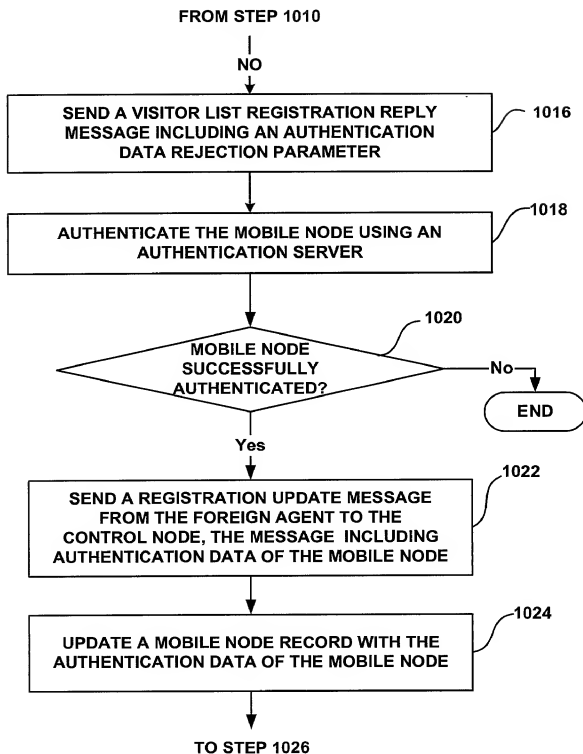 FROM STEP 1010
NO
SEND A VISITOR LIST REGISTRATION REPLY
MESSAGE INCLUDING AN AUTHENTICATION
DATA REJECTION PARAMETER
1016
AUTHENTICATE THE MOBILE NODE USING AN
AUTHENTICATION SERVER
1018
MOBILE NODE
SUCCESSFULLY
AUTHENTICATED?
1020
No
END
Yes
SEND A REGISTRATION UPDATE MESSAGE
FROM THE FOREIGN AGENT TO THE
CONTROL NODE, THE MESSAGE INCLUDING
AUTHENTICATION DATA OF THE MOBILE NODE
1022
UPDATE A MOBILE NODE RECORD WITH THE
AUTHENTICATION DATA OF THE MOBILE NODE
1024
TO STEP 1026